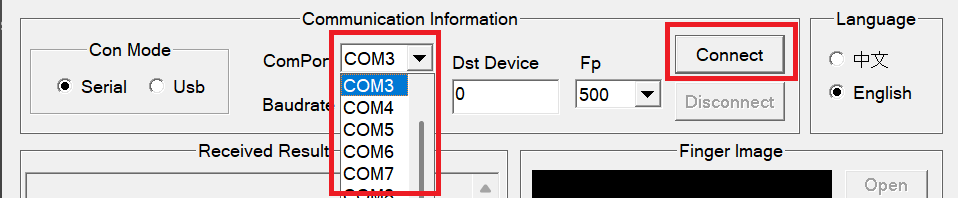 Communication Information
Language
Con Mode
Serial
Usb
ComPor
COM3
Baudrate
COM3
COM4
COM5
COM6
COM7
Dst Device
0
Fp
500
Connect
Disconnect
中文
English
Received Result
Finger Image
Open